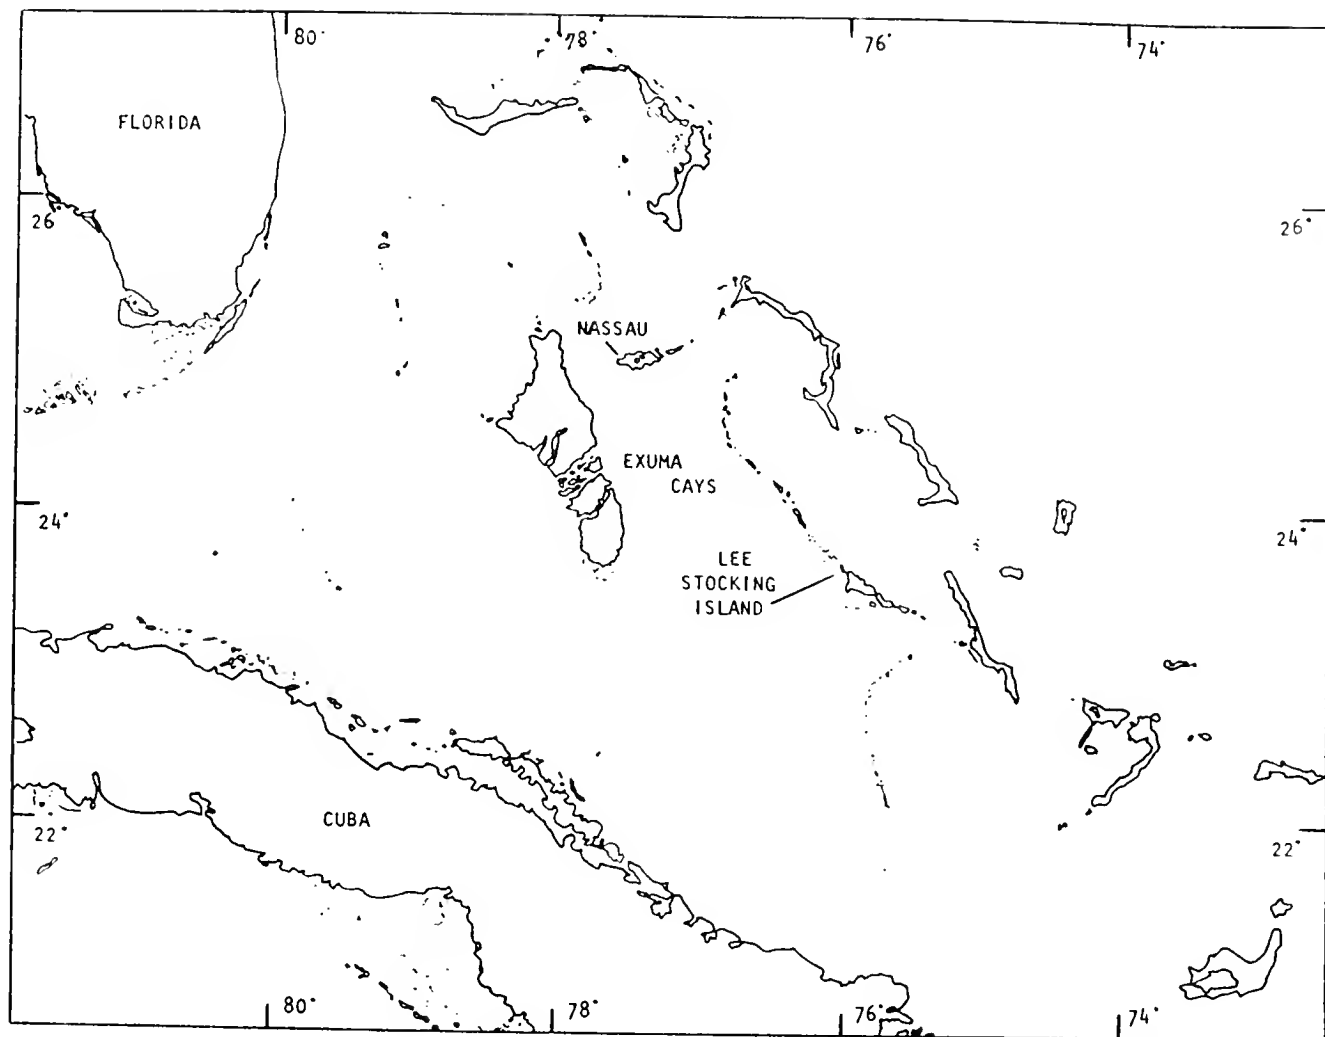 80°
78°
76°
74°
FLORIDA
26°
26°
NASSAU
EXUMA
CAYS
24°
24°
LEE
STOCKING
ISLAND
CUBA
22°
22°
80°
78°
76°
74°